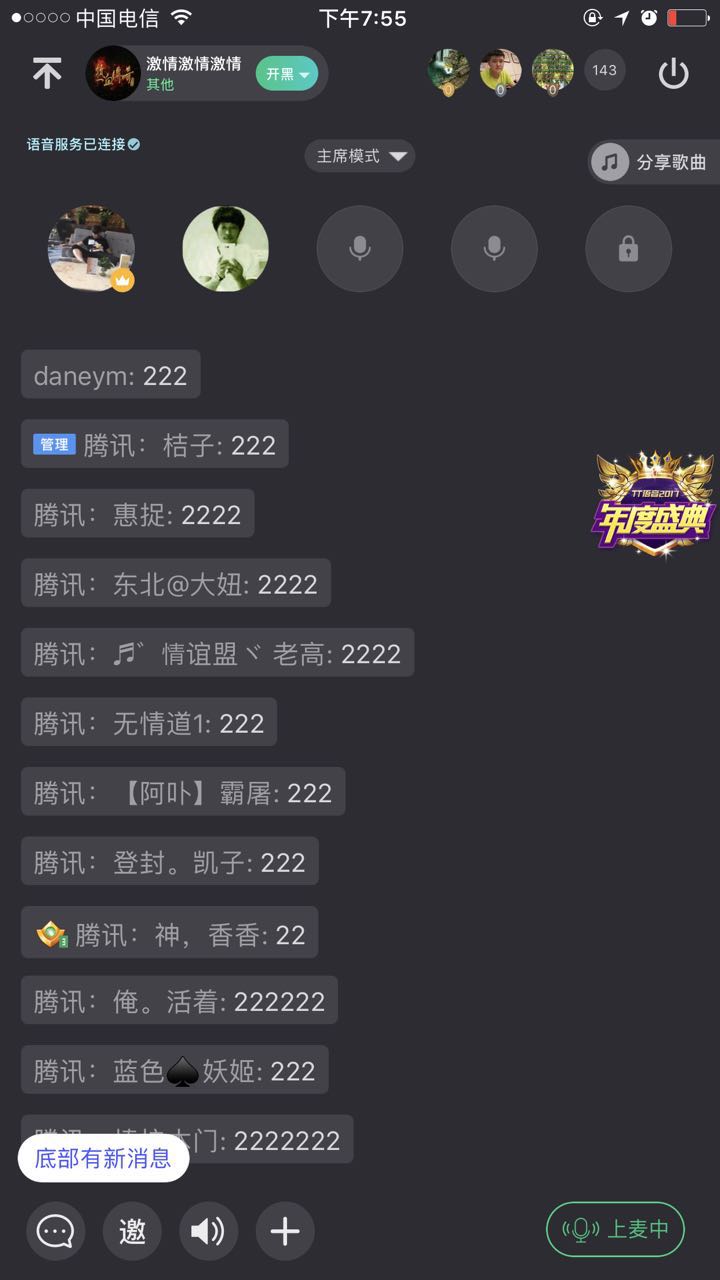 中国电信
下午7:55
激情激情激情
其他
开黑
0
0
0
143
语音服务已连接
主席模式
分享歌曲
daneym: 222
管理 腾讯：桔子: 222
腾讯：惠捉: 2222
TT语音2017
年度盛典
腾讯：东北@大妞: 2222
腾讯：🎵゛情谊盟ヾ老高: 2222
腾讯：无情道1: 222
腾讯：【阿卟】霸屠: 222
腾讯：登封。凯子: 222
腾讯：神，香香: 22
腾讯：俺。活着: 222222
腾讯：蓝色♠妖姬: 222
门: 2222222
底部有新消息
邀
上麦中